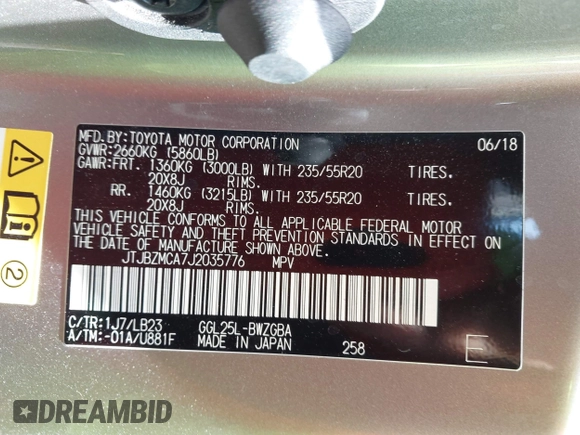 MFD.BY:TOYOTA MOTOR CORPORATION 06/18
GVWR:2660KG (5860LB)
GAWR:FRT. 1360KG (3000LB) WITH 235/55R20 TIRES.
20X8J RIMS.
RR. 1460KG (3215LB) WITH 235/55R20 TIRES.
20X8J RIMS.
THIS VEHICLE CONFORMS TO ALL APPLICABLE FEDERAL MOTOR
VEHICLE SAFETY AND THEFT PREVENTION STANDARDS IN EFFECT ON
THE DATE OF MANUFACTURE SHOWN ABOVE.
JTJBZMCA7J2035776 MPV
C/TR:1J7/LB23 GGL25L-BWZGBA
A/TM:-01A/U881F MADE IN JAPAN 258 E
2
DREAMBID